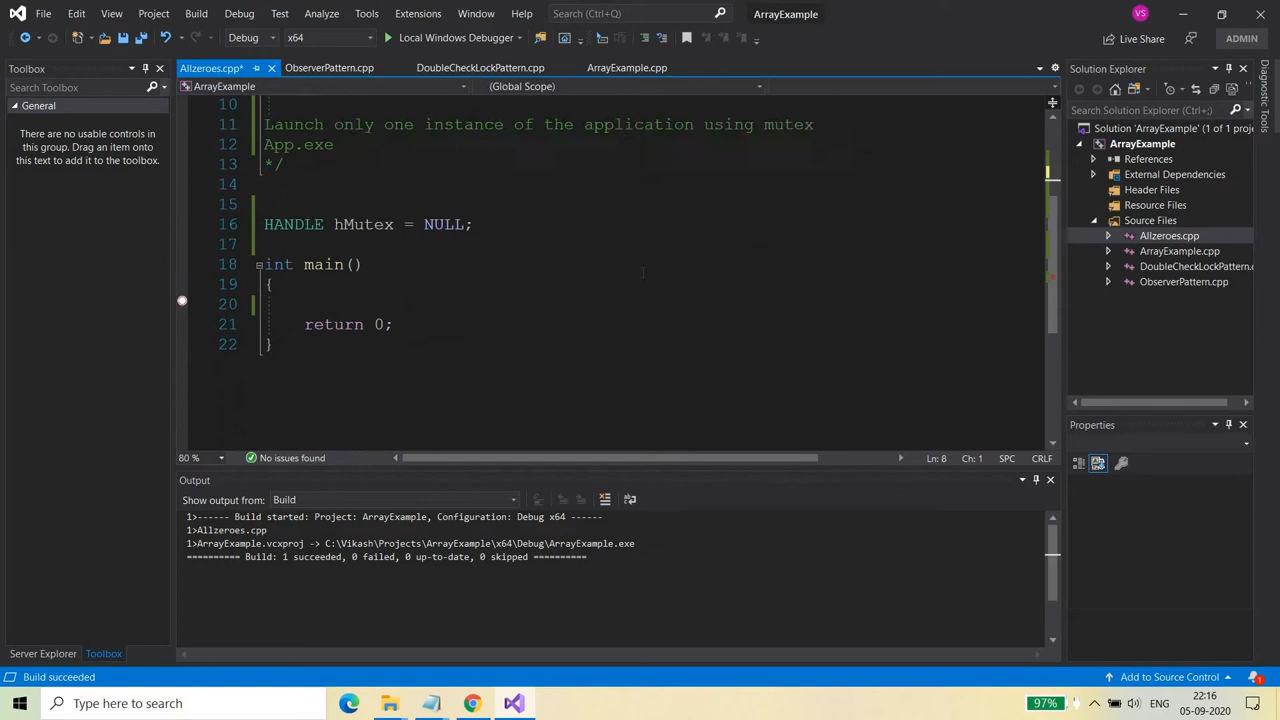 File Edit View Project Build Debug Test Analyze Tools Extensions Window Help Search (Ctrl+Q) ArrayExample VS
Debug x64 Local Windows Debugger Live Share ADMIN
Toolbox
Search Toolbox
General
There are no usable controls in
this group. Drag an item onto
this text to add it to the toolbox.
Server Explorer Toolbox
Allzeroes.cpp* ObserverPattern.cpp DoubleCheckLockPattern.cpp ArrayExample.cpp
ArrayExample (Global Scope)
10
11 Launch only one instance of the application using mutex
12 App.exe
13 */
14
15
16 HANDLE hMutex = NULL;
17
18 int main()
19 {
20
21 return 0;
22 }
80 % No issues found Ln: 8 Ch: 1 SPC CRLF
Output
Show output from: Build
1>------ Build started: Project: ArrayExample, Configuration: Debug x64 ------
1>Allzeroes.cpp
1>ArrayExample.vcxproj -> C:\Vikash\Projects\ArrayExample\x64\Debug\ArrayExample.exe
========== Build: 1 succeeded, 0 failed, 0 up-to-date, 0 skipped ==========
Solution Explorer
Search Solution Explorer
Solution 'ArrayExample' (1 of 1 proje
ArrayExample
References
External Dependencies
Header Files
Resource Files
Source Files
Allzeroes.cpp
ArrayExample.cpp
DoubleCheckLockPattern.c
ObserverPattern.cpp
Properties
Diagnostic Tools
Build succeeded Add to Source Control 1
Type here to search 97% ENG 22:16
05-09-2020